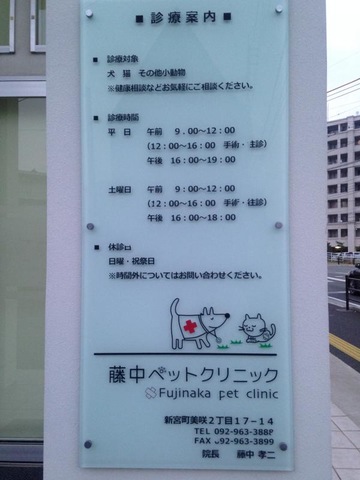 ■ 診療案内 ■
■ 診療対象
犬 猫 その他小動物
※健康相談などお気軽にご相談ください。
■ 診療時間
平 日 午前 9.00〜12:00
(12:00〜16:00 手術・往診)
午後 16:00〜19:00
土曜日 午前 9:00〜12:00
(12:00〜16:00 手術・往診)
午後 16:00〜18:00
■ 休診日
日曜・祝祭日
※時間外についてはお問い合わせください。
藤中ペットクリニック
Fujinaka pet clinic
新宮町美咲2丁目17−14
TEL 092-963-3888
FAX 092-963-3899
院長 藤中 孝二